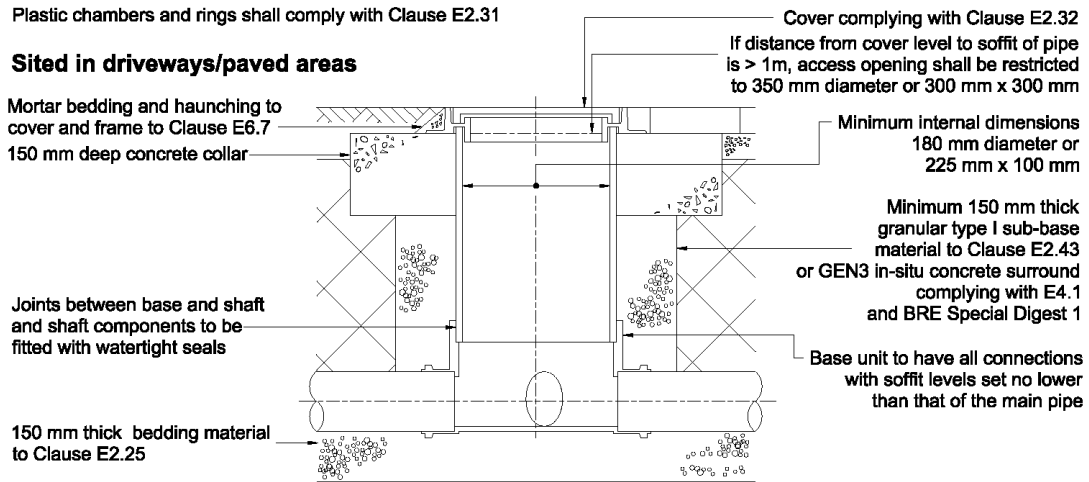 Plastic chambers and rings shall comply with Clause E2.31
Sited in driveways/paved areas
Mortar bedding and haunching to
cover and frame to Clause E6.7
150 mm deep concrete collar
Joints between base and shaft
and shaft components to be
fitted with watertight seals
150 mm thick bedding material
to Clause E2.25
Cover complying with Clause E2.32
If distance from cover level to soffit of pipe
is > 1m, access opening shall be restricted
to 350 mm diameter or 300 mm x 300 mm
Minimum internal dimensions
180 mm diameter or
225 mm x 100 mm
Minimum 150 mm thick
granular type I sub-base
material to Clause E2.43
or GEN3 in-situ concrete surround
complying with E4.1
and BRE Special Digest 1
Base unit to have all connections
with soffit levels set no lower
than that of the main pipe